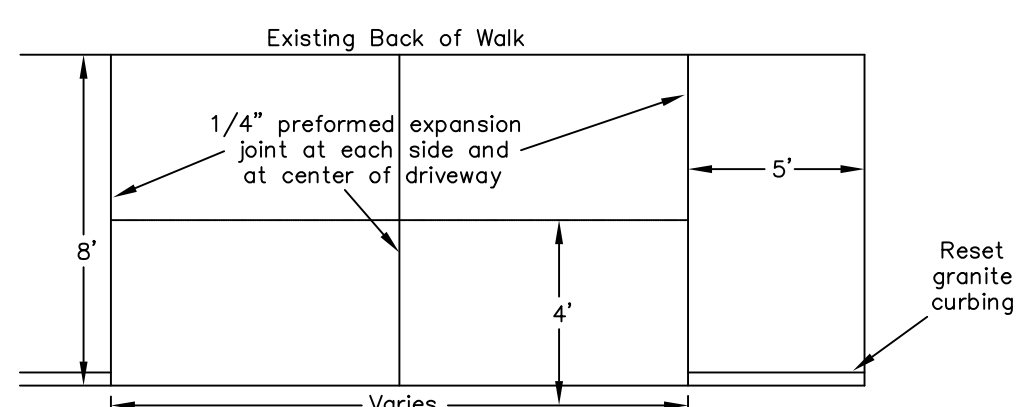 Existing Back of Walk
1/4" preformed expansion
joint at each side and
at center of driveway
5'
8'
Reset
granite
curbing
4'
Varies